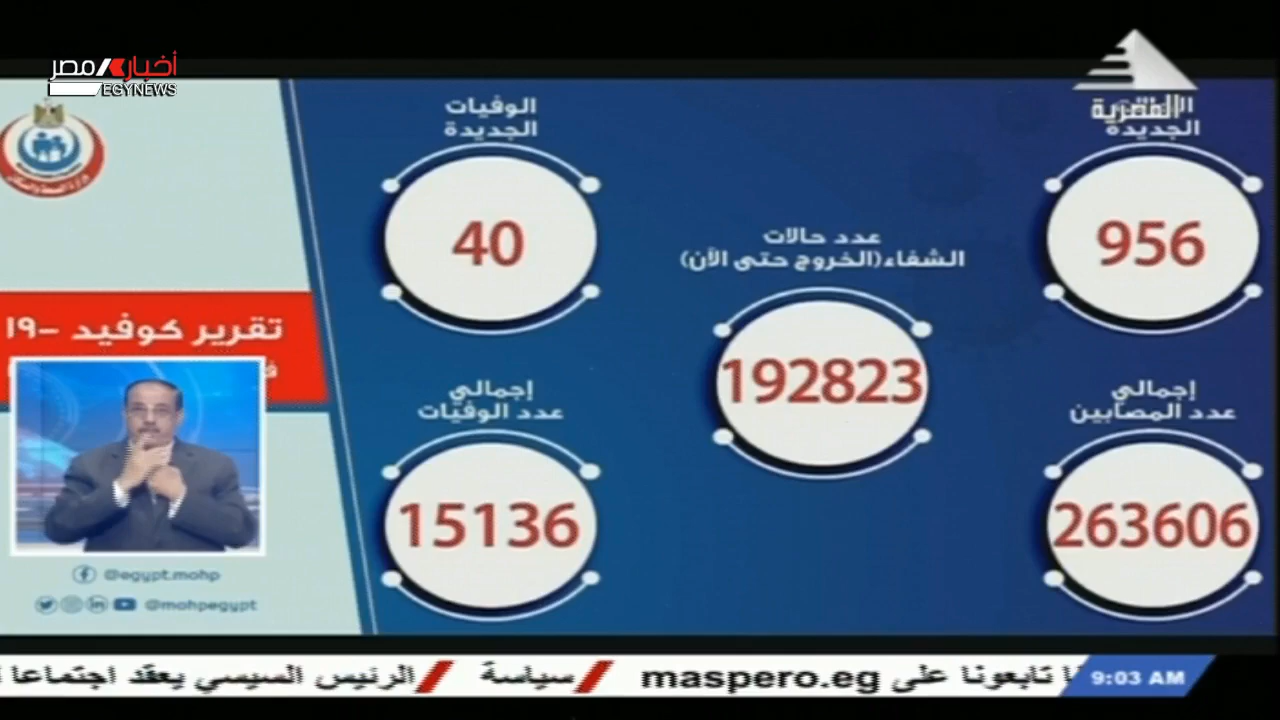 أخبار مصر
EGYNEWS
المصرية
الجديدة
956
الوفيات
الجديدة
40
عدد حالات
الشفاء(الخروج حتى الآن)
192823
إجمالي
عدد المصابين
263606
إجمالي
عدد الوفيات
15136
تقرير كوفيد -١٩
@egypt.mohp
@mohpegypt
9:03 AM
تابعونا على maspero.eg
سياسة
الرئيس السيسي يعقد اجتماعا